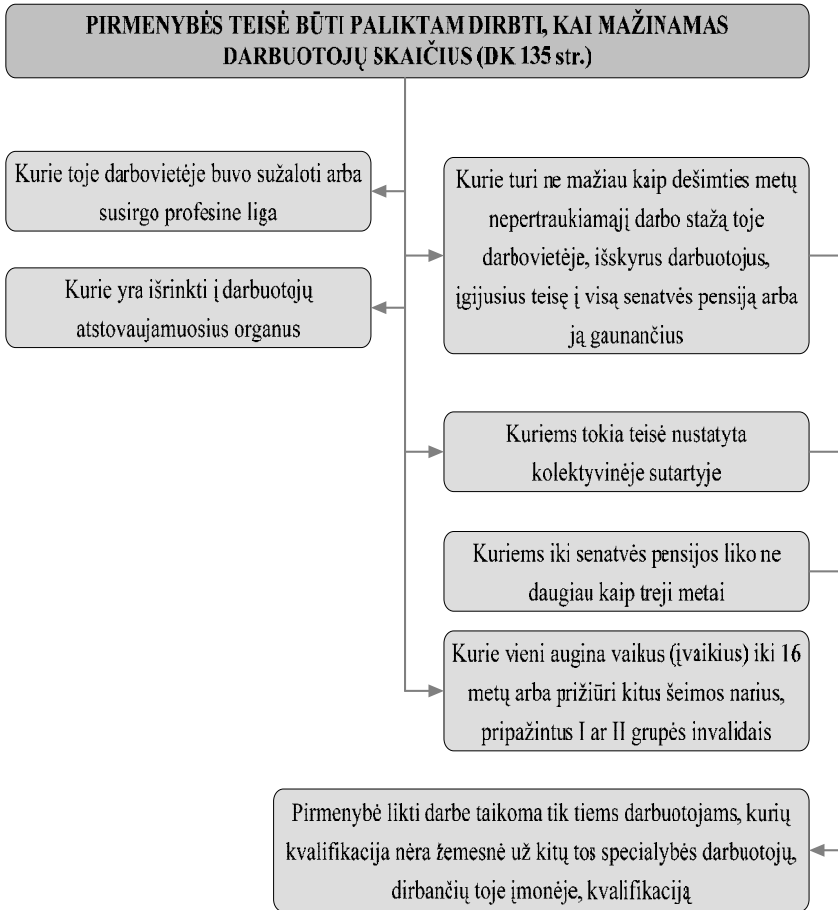 PIRMENYBĖS TEISĖ BŪTI PALIKTAM DIRBTI, KAI MAŽINAMAS
DARBUOTOJŲ SKAIČIUS (DK 135 str.)
Kurie toje darbovietėje buvo sužaloti arba
susirgo profesine liga
Kurie turi ne mažiau kaip dešimties metų
nepertraukiamąjį darbo stažą toje
darbovietėje, išskyrus darbuotojus,
įgijusius teisę į visą senatvės pensiją arba
ją gaunančius
Kurie yra išrinkti į darbuotojų
atstovaujamuosius organus
Kuriems tokia teisė nustatyta
kolektyvinėje sutartyje
Kuriems iki senatvės pensijos liko ne
daugiau kaip treji metai
Kurie vieni augina vaikus (įvaikius) iki 16
metų arba prižiūri kitus šeimos narius,
pripažintus I ar II grupės invalidais
Pirmenybė likti darbe taikoma tik tiems darbuotojams, kurių
kvalifikacija nėra žemesnė už kitų tos specialybės darbuotojų,
dirbančių toje įmonėje, kvalifikaciją